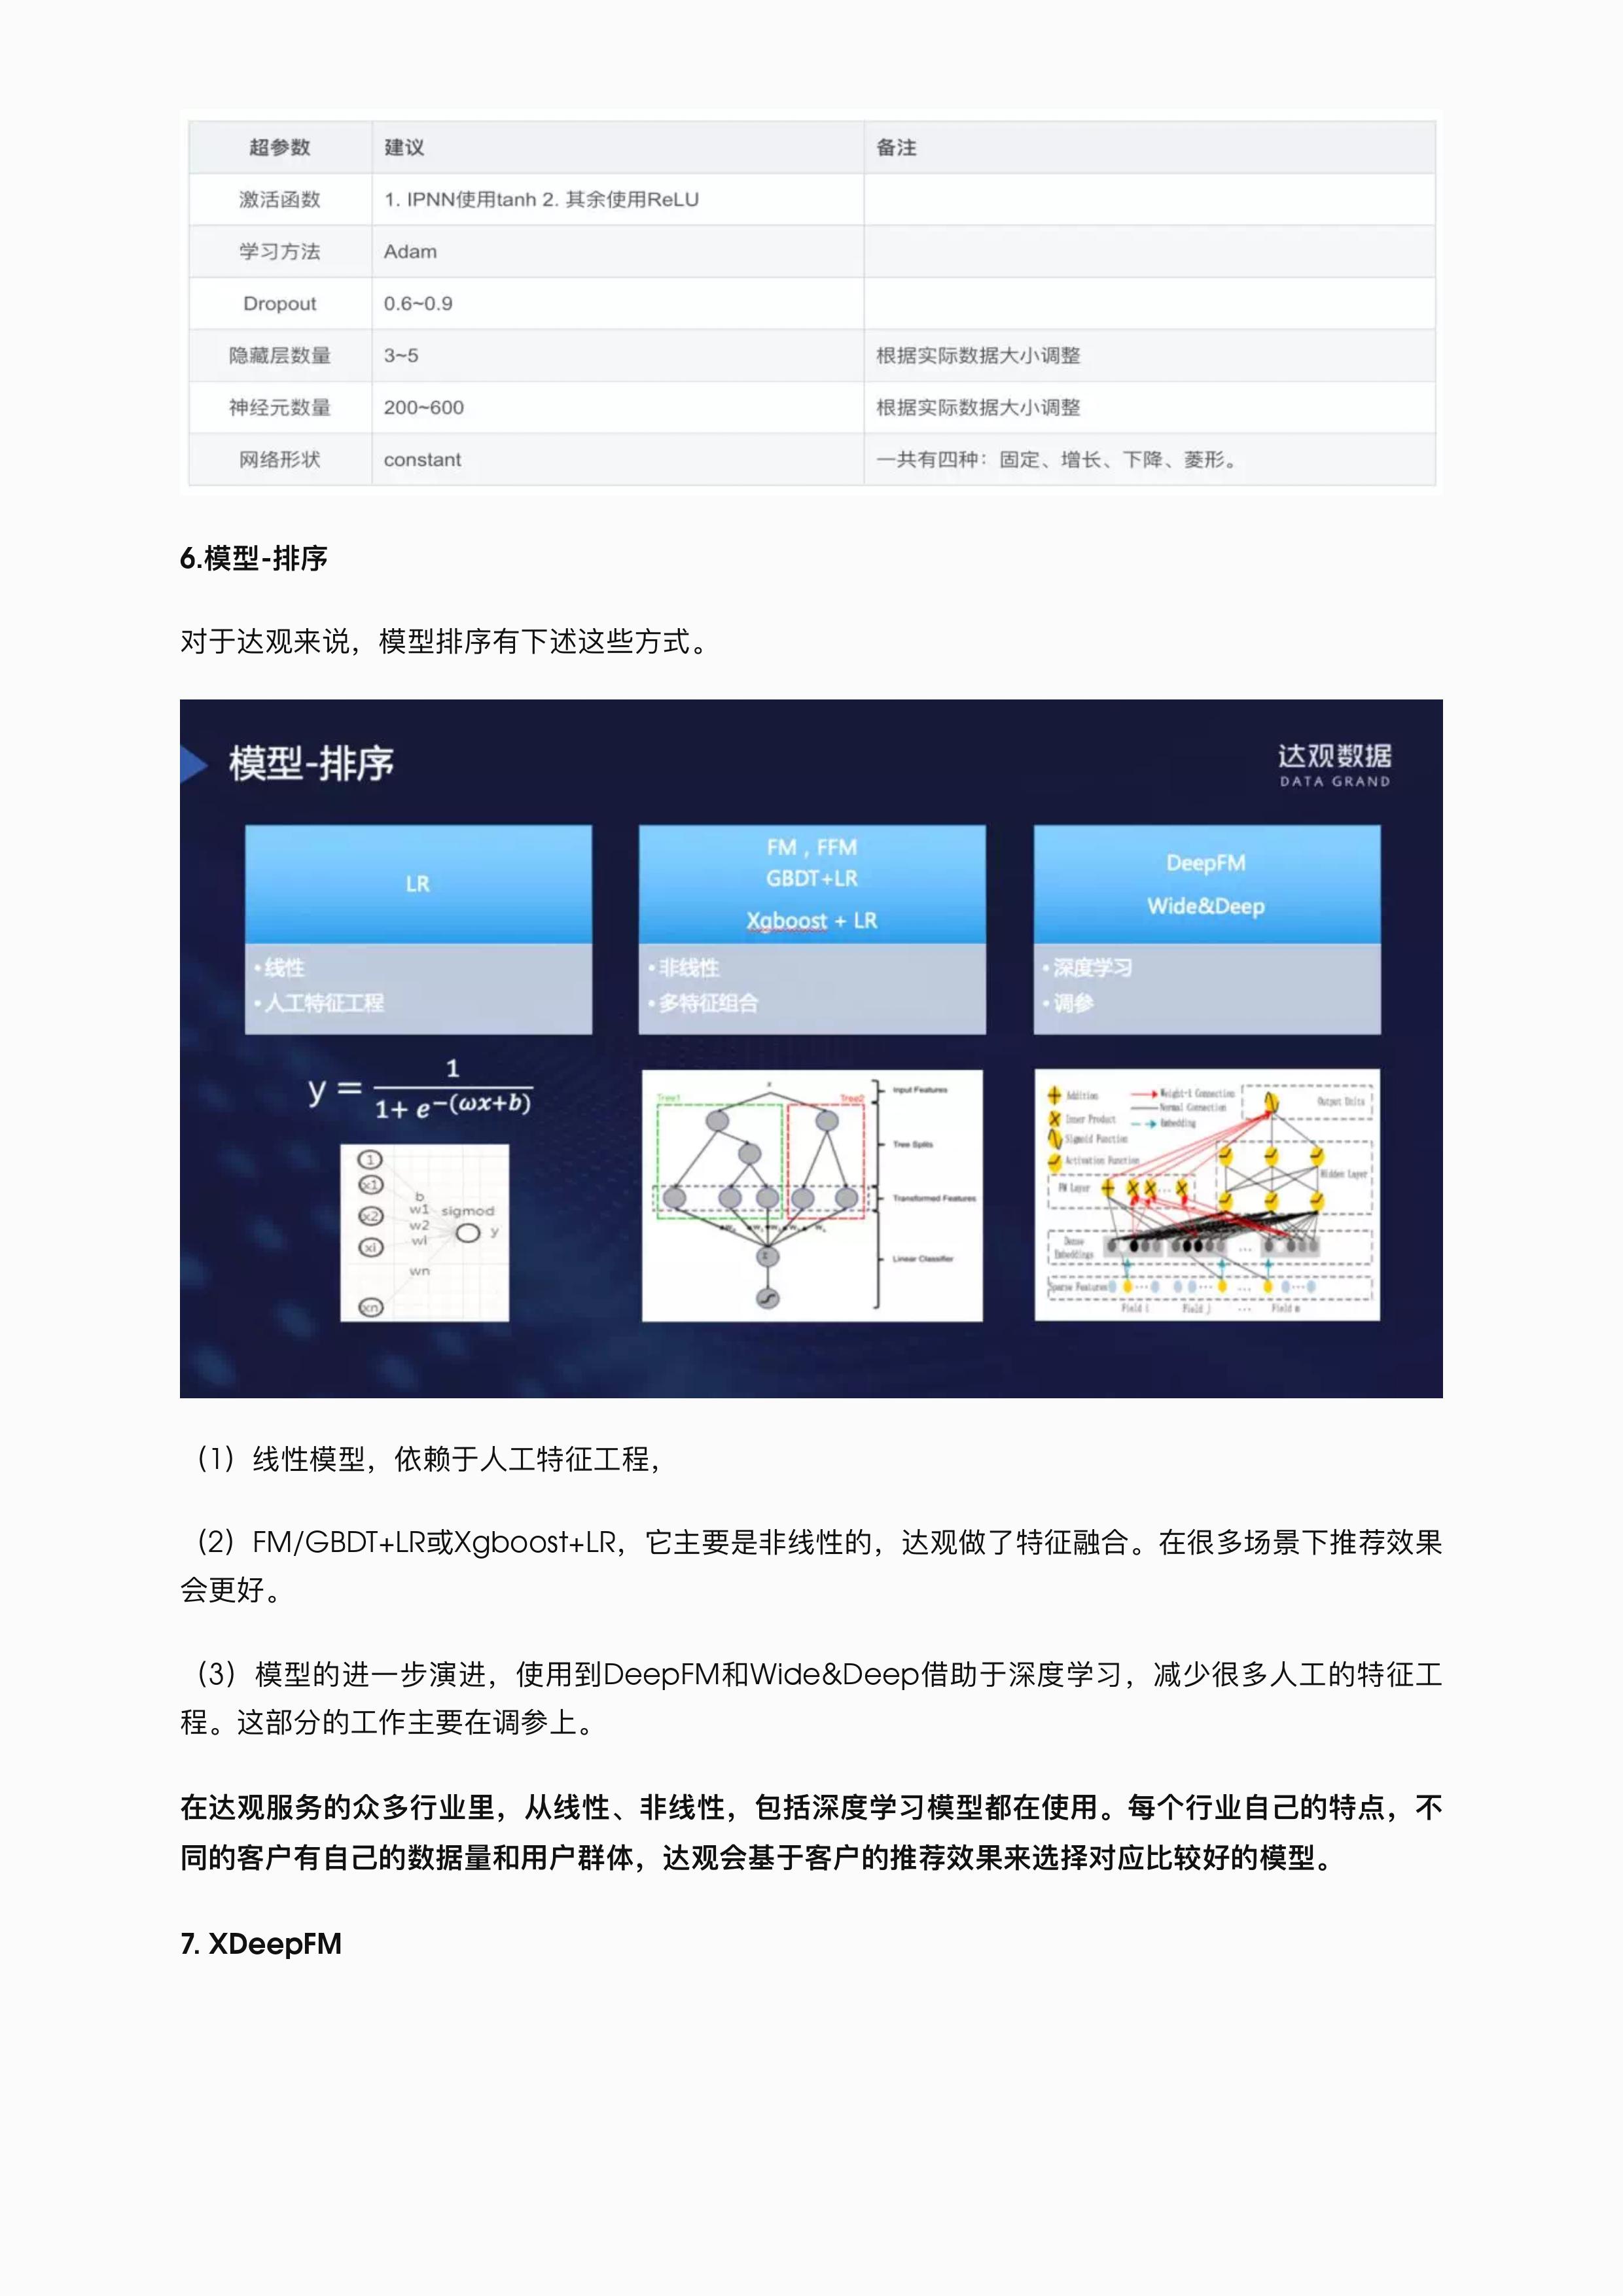 超参数 建议 备注
激活函数 1. IPNN使用tanh 2. 其余使用ReLU
学习方法 Adam
Dropout 0.6~0.9
隐藏层数量 3~5 根据实际数据大小调整
神经元数量 200~600 根据实际数据大小调整
网络形状 constant 一共有四种：固定、增长、下降、菱形。
6.模型-排序
对于达观来说，模型排序有下述这些方式。
模型-排序
达观数据
DATA GRAND
LR
• 线性
• 人工特征工程
FM , FFM
GBDT+LR
Xgboost + LR
• 非线性
• 多特征组合
DeepFM
Wide&Deep
• 深度学习
• 调参
y = 1 / (1 + e^−(ωx+b))
1
x1
x2
xi
xn
b
w1
w2
wi
wn
sigmod
y
x
Tree1
Tree2
Input Features
Tree Splits
Transformed Features
Linear Classifier
Addition
Inner Product
Sigmoid Function
Activation Function
Weight-1 Connection
Normal Connection
Embedding
Output Units
Hidden Layer
FM Layer
Dense
Embeddings
Sparse Features
Field i
Field j
...
Field m
（1）线性模型，依赖于人工特征工程，
（2）FM/GBDT+LR或Xgboost+LR，它主要是非线性的，达观做了特征融合。在很多场景下推荐效果
会更好。
（3）模型的进一步演进，使用到DeepFM和Wide&Deep借助于深度学习，减少很多人工的特征工
程。这部分的工作主要在调参上。
在达观服务的众多行业里，从线性、非线性，包括深度学习模型都在使用。每个行业自己的特点，不
同的客户有自己的数据量和用户群体，达观会基于客户的推荐效果来选择对应比较好的模型。
7. XDeepFM